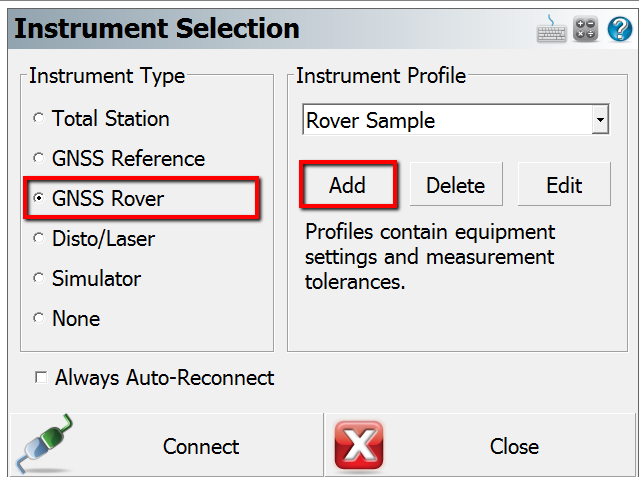 Instrument Selection
Instrument Type
Total Station
GNSS Reference
GNSS Rover
Disto/Laser
Simulator
None
Instrument Profile
Rover Sample
Add Delete Edit
Profiles contain equipment
settings and measurement
tolerances.
Always Auto-Reconnect
Connect Close